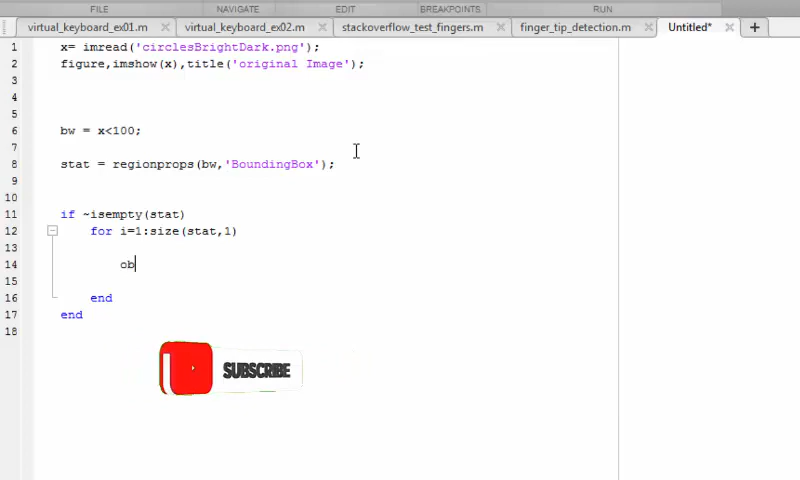 FILE NAVIGATE EDIT BREAKPOINTS RUN
virtual_keyboard_ex01.m virtual_keyboard_ex02.m stackoverflow_test_fingers.m finger_tip_detection.m Untitled*
1 x= imread('circlesBrightDark.png');
2 figure,imshow(x),title('original Image');
3
4
5
6 bw = x<100;
7
8 stat = regionprops(bw,'BoundingBox');
9
10
11 if ~isempty(stat)
12 for i=1:size(stat,1)
13
14 ob
15
16 end
17 end
18
SUBSCRIBE